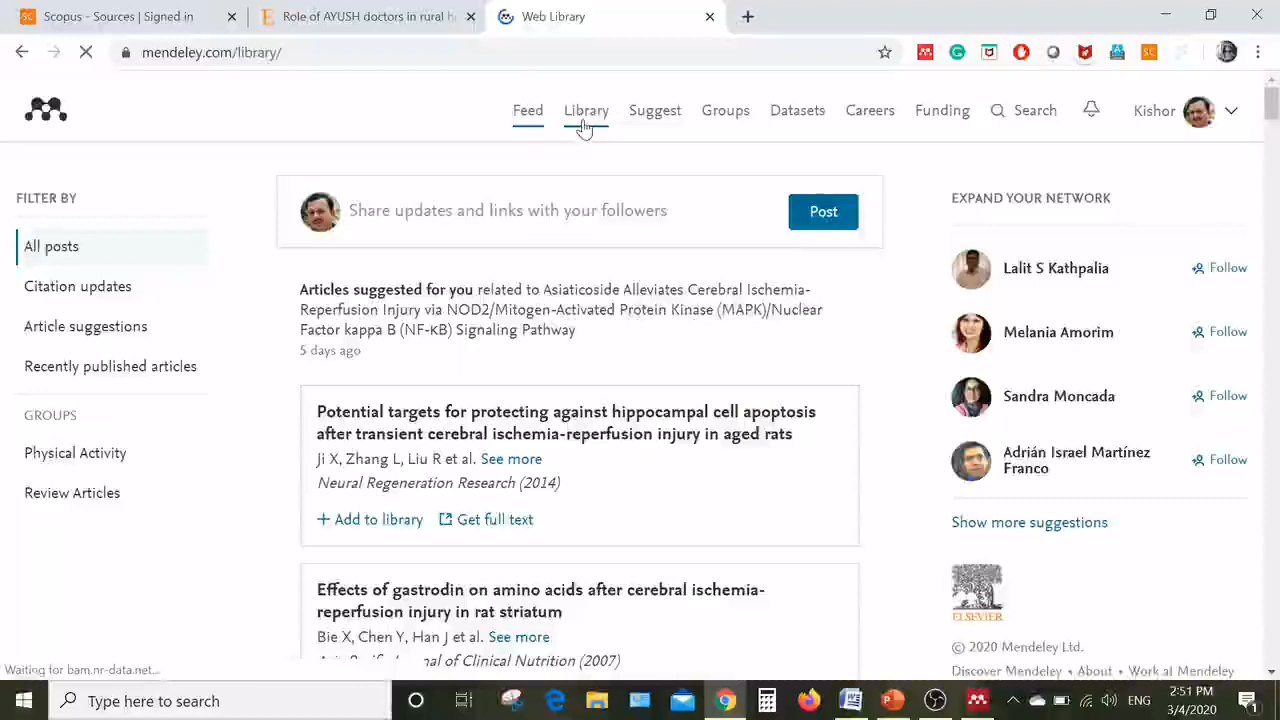 Scopus - Sources | Signed in
Role of AYUSH doctors in rural h
Web Library
mendeley.com/library/
Feed
Library
Suggest
Groups
Datasets
Careers
Funding
Search
Kishor
FILTER BY
All posts
Citation updates
Article suggestions
Recently published articles
GROUPS
Physical Activity
Review Articles
Share updates and links with your followers
Post
Articles suggested for you related to Asiaticoside Alleviates Cerebral Ischemia-
Reperfusion Injury via NOD2/Mitogen-Activated Protein Kinase (MAPK)/Nuclear
Factor kappa B (NF-κB) Signaling Pathway
5 days ago
Potential targets for protecting against hippocampal cell apoptosis
after transient cerebral ischemia-reperfusion injury in aged rats
Ji X, Zhang L, Liu R et al. See more
Neural Regeneration Research (2014)
Add to library
Get full text
Effects of gastrodin on amino acids after cerebral ischemia-
reperfusion injury in rat striatum
Bie X, Chen Y, Han J et al. See more
of Clinical Nutrition (2007)
EXPAND YOUR NETWORK
Lalit S Kathpalia
Follow
Melania Amorim
Follow
Sandra Moncada
Follow
Adrián Israel Martínez
Franco
Follow
Show more suggestions
ELSEVIER
© 2020 Mendeley Ltd.
Discover Mendeley • About • Work at Mendeley
Waiting for bam.nr-data.net...
Type here to search
ENG
2:51 PM
3/4/2020